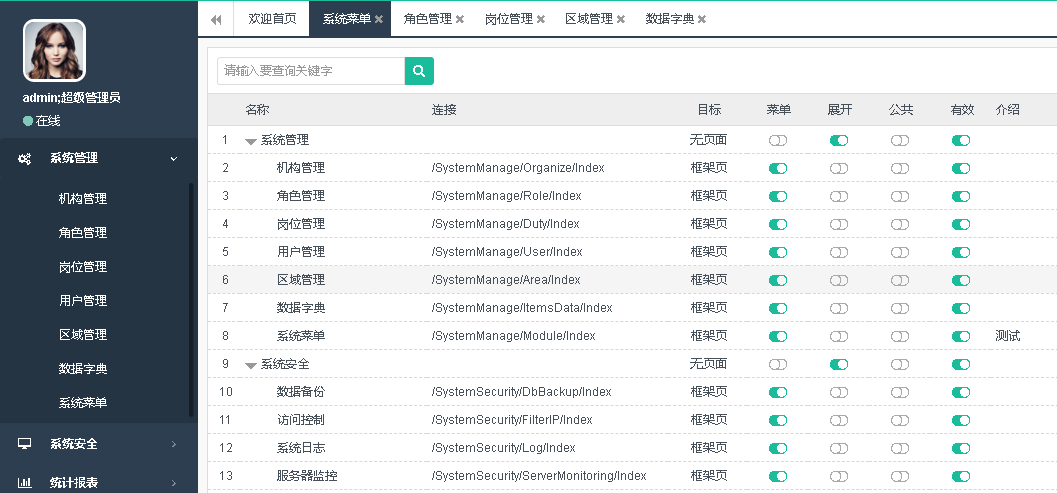 admin;超级管理员
在线
系统管理
机构管理
角色管理
岗位管理
用户管理
区域管理
数据字典
系统菜单
系统安全
统计报表
欢迎首页 系统菜单 角色管理 岗位管理 区域管理 数据字典
请输入要查询关键字
名称 连接 目标 菜单 展开 公共 有效 介绍
1 系统管理 无页面
2 机构管理 /SystemManage/Organize/Index 框架页
3 角色管理 /SystemManage/Role/Index 框架页
4 岗位管理 /SystemManage/Duty/Index 框架页
5 用户管理 /SystemManage/User/Index 框架页
6 区域管理 /SystemManage/Area/Index 框架页
7 数据字典 /SystemManage/ItemsData/Index 框架页
8 系统菜单 /SystemManage/Module/Index 框架页 测试
9 系统安全 无页面
10 数据备份 /SystemSecurity/DbBackup/Index 框架页
11 访问控制 /SystemSecurity/FilterIP/Index 框架页
12 系统日志 /SystemSecurity/Log/Index 框架页
13 服务器监控 /SystemSecurity/ServerMonitoring/Index 框架页